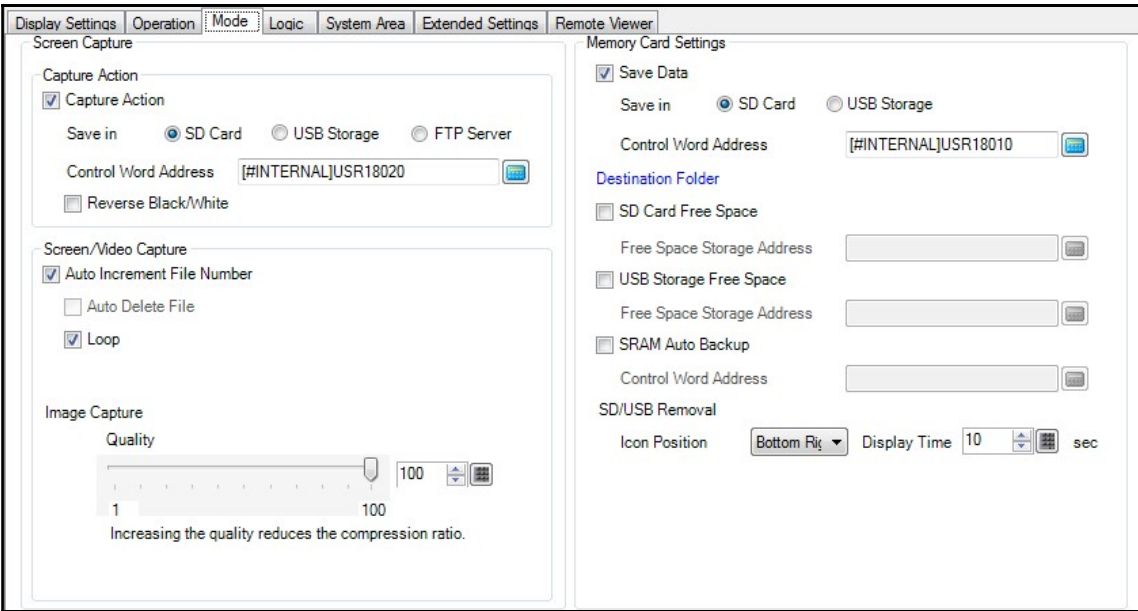 Display Settings Operation Mode Logic System Area Extended Settings Remote Viewer
Screen Capture
Capture Action
Capture Action
Save in SD Card USB Storage FTP Server
Control Word Address [#INTERNAL]USR18020
Reverse Black/White
Screen/Video Capture
Auto Increment File Number
Auto Delete File
Loop
Image Capture
Quality
100
1 100
Increasing the quality reduces the compression ratio.
Memory Card Settings
Save Data
Save in SD Card USB Storage
Control Word Address [#INTERNAL]USR18010
Destination Folder
SD Card Free Space
Free Space Storage Address
USB Storage Free Space
Free Space Storage Address
SRAM Auto Backup
Control Word Address
SD/USB Removal
Icon Position Bottom Rig Display Time 10 sec